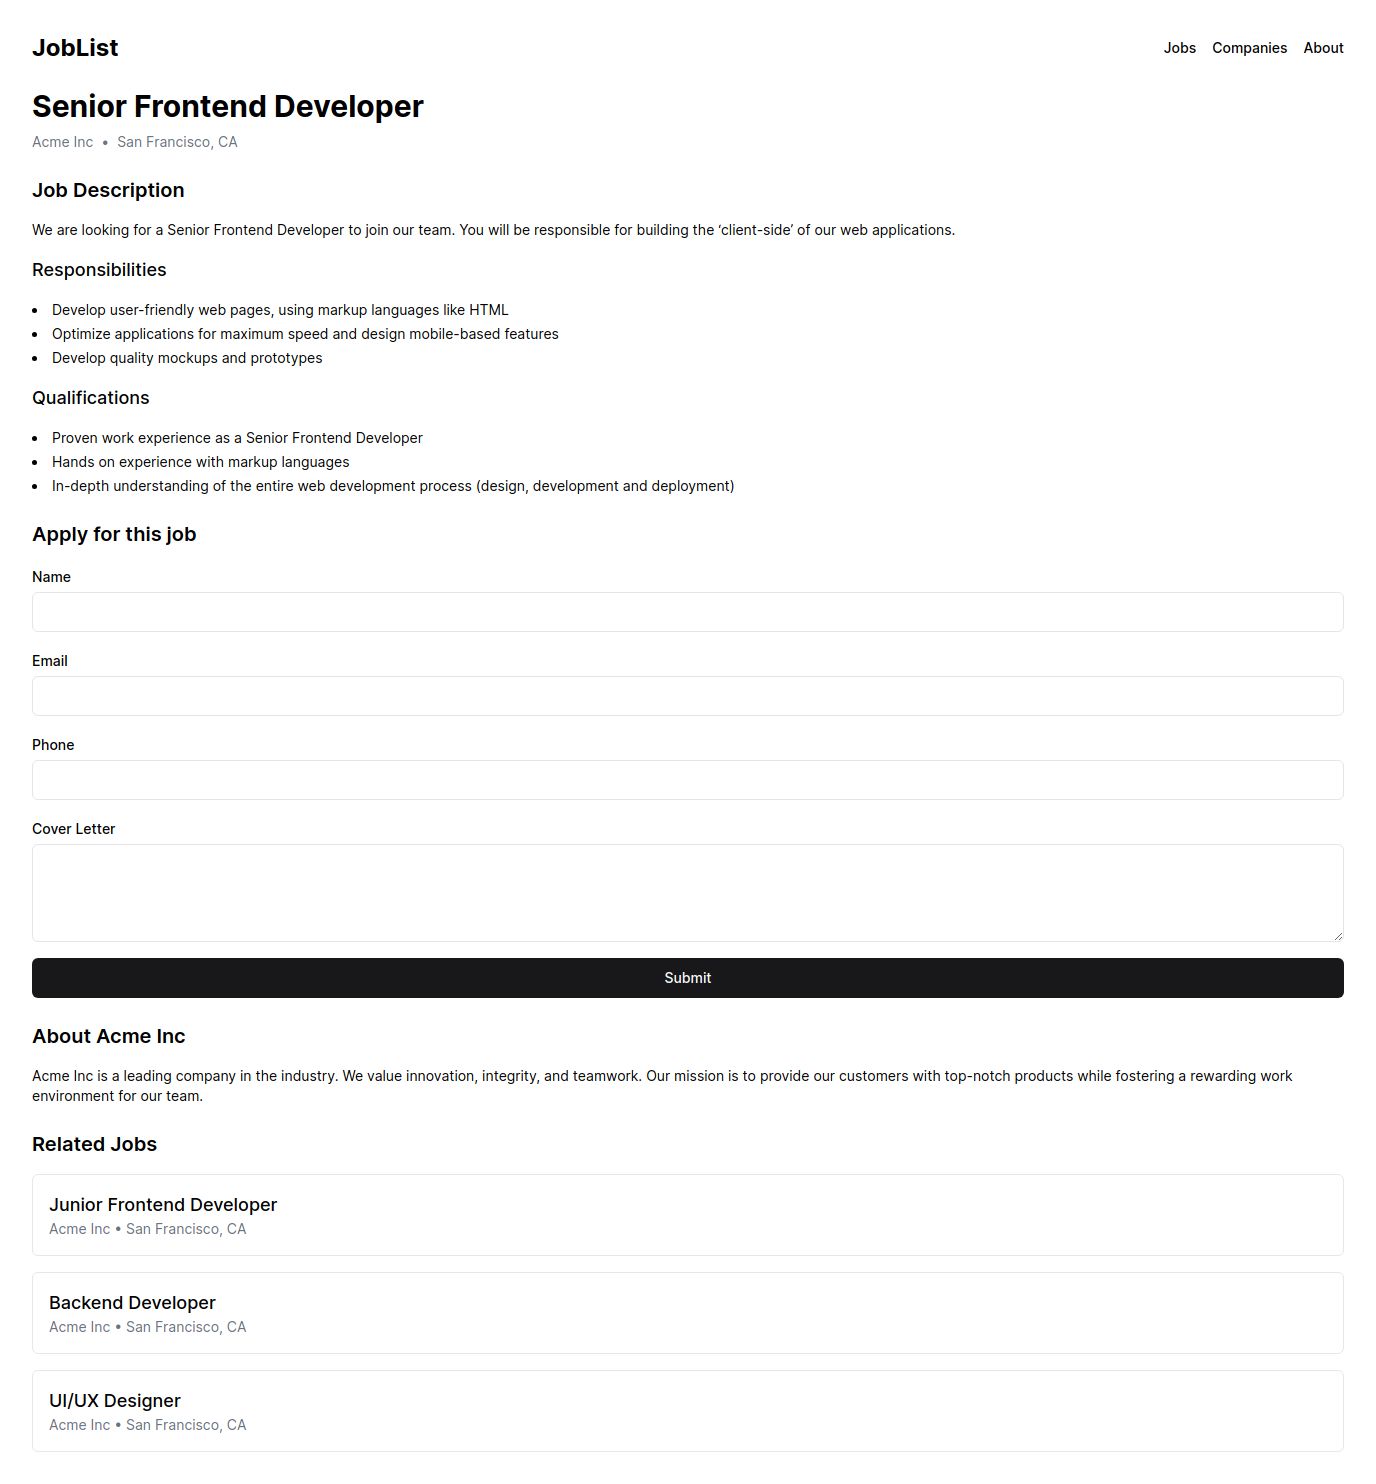 JobList
Jobs Companies About
Senior Frontend Developer
Acme Inc • San Francisco, CA
Job Description
We are looking for a Senior Frontend Developer to join our team. You will be responsible for building the ‘client-side’ of our web applications.
Responsibilities
• Develop user-friendly web pages, using markup languages like HTML
• Optimize applications for maximum speed and design mobile-based features
• Develop quality mockups and prototypes
Qualifications
• Proven work experience as a Senior Frontend Developer
• Hands on experience with markup languages
• In-depth understanding of the entire web development process (design, development and deployment)
Apply for this job
Name
Email
Phone
Cover Letter
Submit
About Acme Inc
Acme Inc is a leading company in the industry. We value innovation, integrity, and teamwork. Our mission is to provide our customers with top-notch products while fostering a rewarding work
environment for our team.
Related Jobs
Junior Frontend Developer
Acme Inc • San Francisco, CA
Backend Developer
Acme Inc • San Francisco, CA
UI/UX Designer
Acme Inc • San Francisco, CA